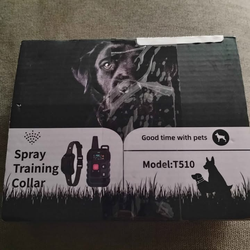 Good time with pets
Spray
Training
Collar
Model:T510